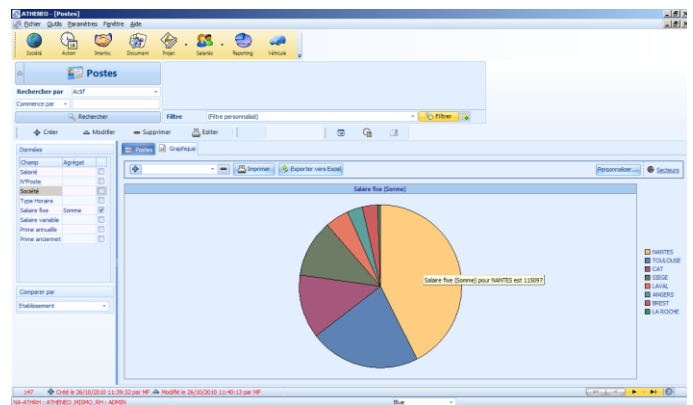 ATHENEO - [Postes]
Fichier Outils Paramètres Fenêtre Aide
Société Action Interloc. Document Projet Salariés Reporting Véhicule
Postes
Rechercher par Actif
Commence par
Rechercher Filtre (Filtre personnalisé) Filtrer
Créer Modifier Supprimer Editer
Données Postes Graphique
Champ Agrégat
Salarié
N°Poste
Société
Type Horaire
Salaire fixe Somme
Salaire variable
Prime annuelle
Prime anciennet
Imprimer... Exporter vers Excel Personnaliser... Secteurs
Salaire fixe (Somme)
Salaire fixe (Somme) pour NANTES est 115097
NANTES
TOULOUSE
CAT
SIEGE
LAVAL
ANGERS
BREST
LA ROCHE
Comparer par
Etablissement
147 Créé le 26/10/2010 11:39:32 par MF Modifié le 26/10/2010 11:40:13 par MF
NA-ATHRH : ATHENEO_MISMO_RH : ADMIN Blue